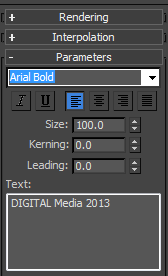 + Rendering
+ Interpolation
- Parameters
Arial Bold
I U
Size: 100.0
Kerning: 0.0
Leading: 0.0
Text:
DIGITAL Media 2013